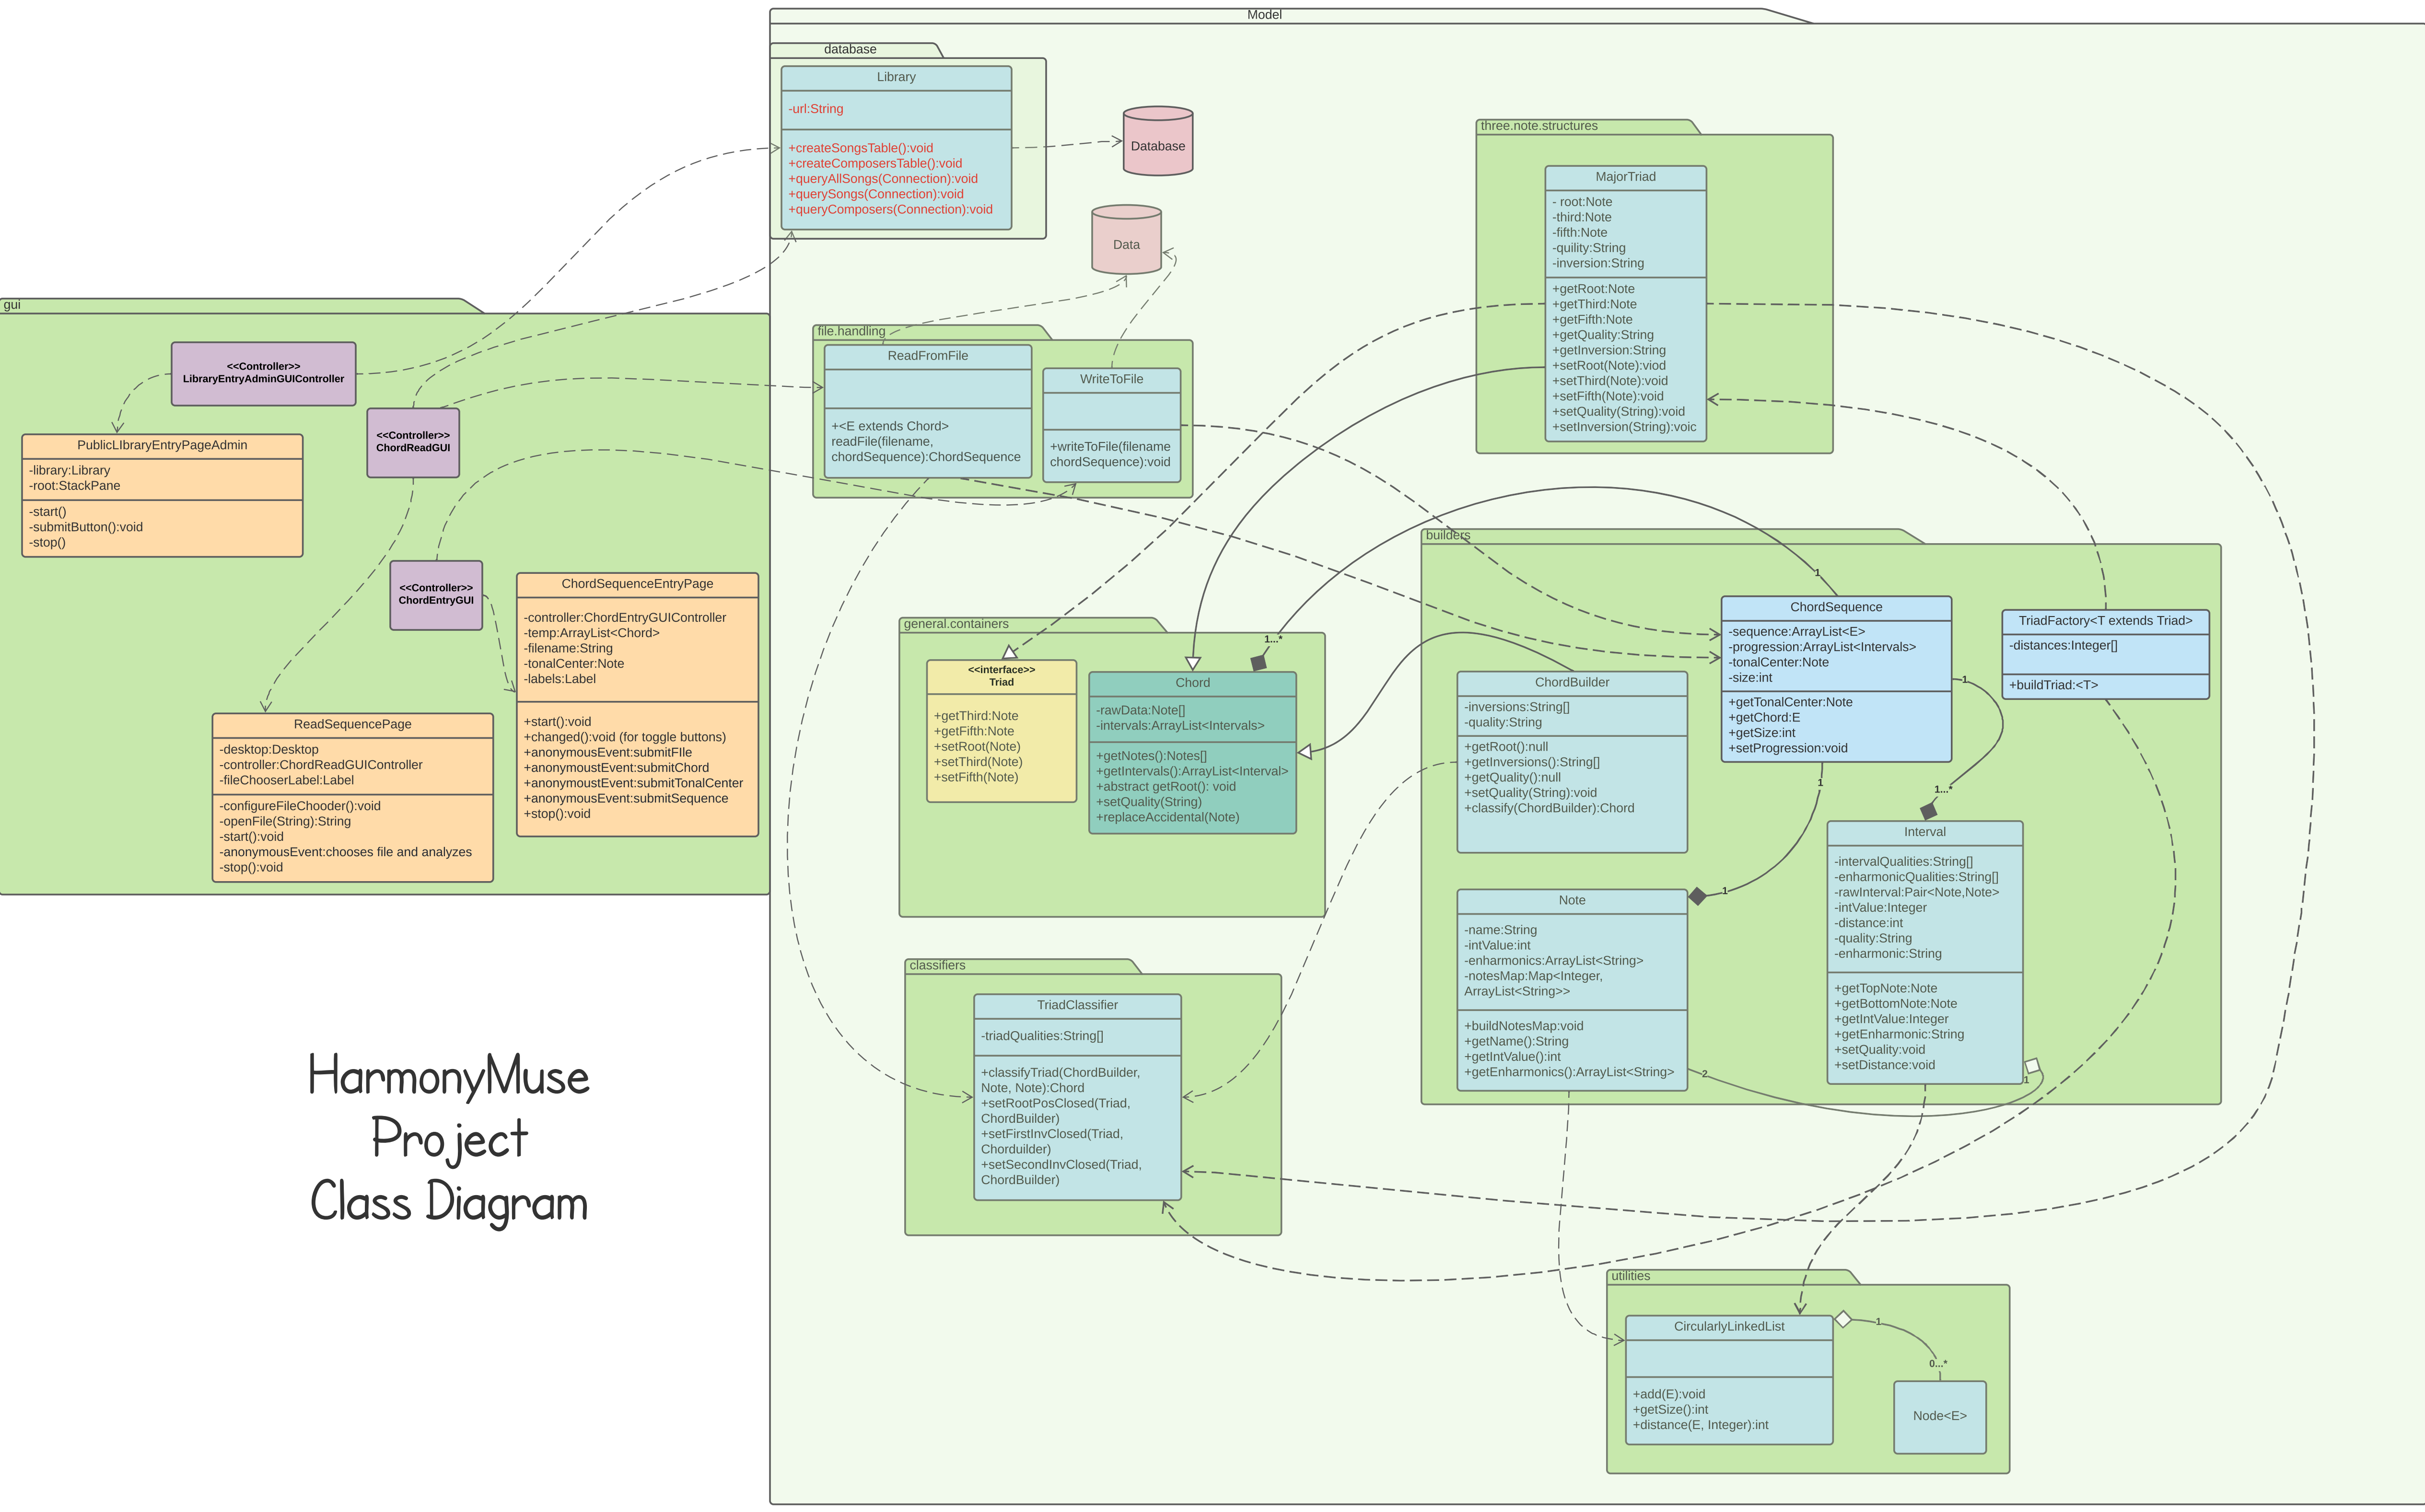 Model
database
Library
-url:String
+createSongsTable():void
+createComposersTable():void
+queryAllSongs(Connection):void
+querySongs(Connection):void
+queryComposers(Connection):void
Database
Data
three.note.structures
MajorTriad
- root:Note
-third:Note
-fifth:Note
-quility:String
-inversion:String
+getRoot:Note
+getThird:Note
+getFifth:Note
+getQuality:String
+getInversion:String
+setRoot(Note):viod
+setThird(Note):void
+setFifth(Note):void
+setQuality(String):void
+setInversion(String):voic
gui
<<Controller>>
LibraryEntryAdminGUIController
<<Controller>>
ChordReadGUI
PublicLIbraryEntryPageAdmin
-library:Library
-root:StackPane
-start()
-submitButton():void
-stop()
<<Controller>>
ChordEntryGUI
ChordSequenceEntryPage
-controller:ChordEntryGUIController
-temp:ArrayList<Chord>
-filename:String
-tonalCenter:Note
-labels:Label
+start():void
+changed():void (for toggle buttons)
+anonymousEvent:submitFIle
+anonymoustEvent:submitChord
+anonymoustEvent:submitTonalCenter
+anonymousEvent:submitSequence
+stop():void
ReadSequencePage
-desktop:Desktop
-controller:ChordReadGUIController
-fileChooserLabel:Label
-configureFileChooder():void
-openFile(String):String
-start():void
-anonymousEvent:chooses file and analyzes
-stop():void
file.handling
ReadFromFile
+<E extends Chord>
readFile(filename,
chordSequence):ChordSequence
WriteToFile
+writeToFile(filename
chordSequence):void
general.containers
<<interface>>
Triad
+getThird:Note
+getFifth:Note
+setRoot(Note)
+setThird(Note)
+setFifth(Note)
1...*
Chord
-rawData:Note[]
-intervals:ArrayList<Intervals>
+getNotes():Notes[]
+getIntervals():ArrayList<Interval>
+abstract getRoot(): void
+setQuality(String)
+replaceAccidental(Note)
builders
1
ChordSequence
-sequence:ArrayList<E>
-progression:ArrayList<Intervals>
-tonalCenter:Note
-size:int
+getTonalCenter:Note
+getChord:E
+getSize:int
+setProgression:void
1
1
TriadFactory<T extends Triad>
-distances:Integer[]
+buildTriad:<T>
ChordBuilder
-inversions:String[]
-quality:String
+getRoot():null
+getInversions():String[]
+getQuality():null
+setQuality(String):void
+classify(ChordBuilder):Chord
1...*
Interval
-intervalQualities:String[]
-enharmonicQualities:String[]
-rawInterval:Pair<Note,Note>
-intValue:Integer
-distance:int
-quality:String
-enharmonic:String
+getTopNote:Note
+getBottomNote:Note
+getIntValue:Integer
+getEnharmonic:String
+setQuality:void
+setDistance:void
1
Note
1
-name:String
-intValue:int
-enharmonics:ArrayList<String>
-notesMap:Map<Integer,
ArrayList<String>>
+buildNotesMap:void
+getName():String
+getIntValue():int
+getEnharmonics():ArrayList<String>
2
classifiers
TriadClassifier
-triadQualities:String[]
+classifyTriad(ChordBuilder,
Note, Note):Chord
+setRootPosClosed(Triad,
ChordBuilder)
+setFirstInvClosed(Triad,
Chorduilder)
+setSecondInvClosed(Triad,
ChordBuilder)
HarmonyMuse
Project
Class Diagram
utilities
CircularlyLinkedList
+add(E):void
+getSize():int
+distance(E, Integer):int
1
0...*
Node<E>